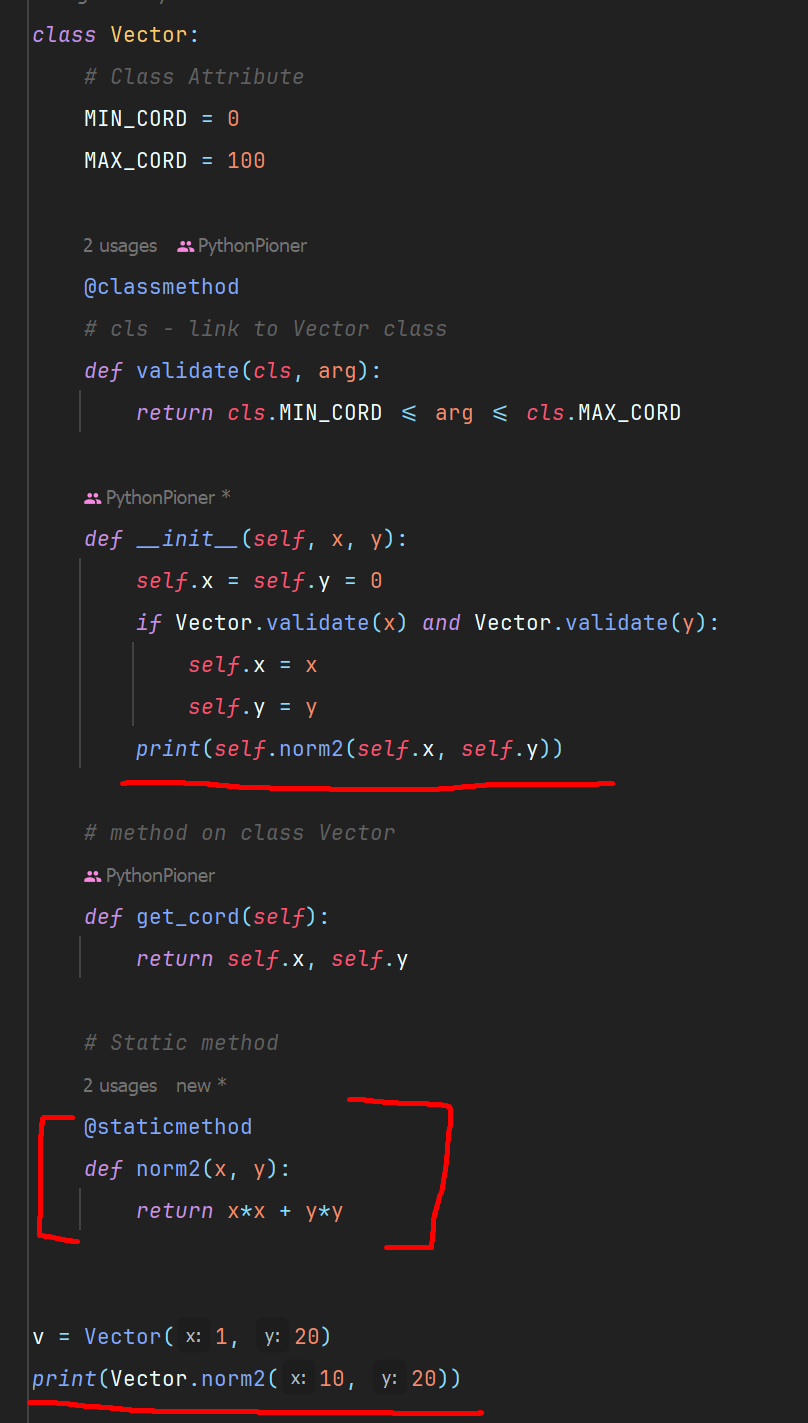 class Vector:
# Class Attribute
MIN_CORD = 0
MAX_CORD = 100
2 usages PythonPioner
@classmethod
# cls - link to Vector class
def validate(cls, arg):
return cls.MIN_CORD <= arg <= cls.MAX_CORD
PythonPioner *
def __init__(self, x, y):
self.x = self.y = 0
if Vector.validate(x) and Vector.validate(y):
self.x = x
self.y = y
print(self.norm2(self.x, self.y))
# method on class Vector
PythonPioner
def get_cord(self):
return self.x, self.y
# Static method
2 usages new *
@staticmethod
def norm2(x, y):
return x*x + y*y
v = Vector( x: 1, y: 20)
print(Vector.norm2( x: 10, y: 20))